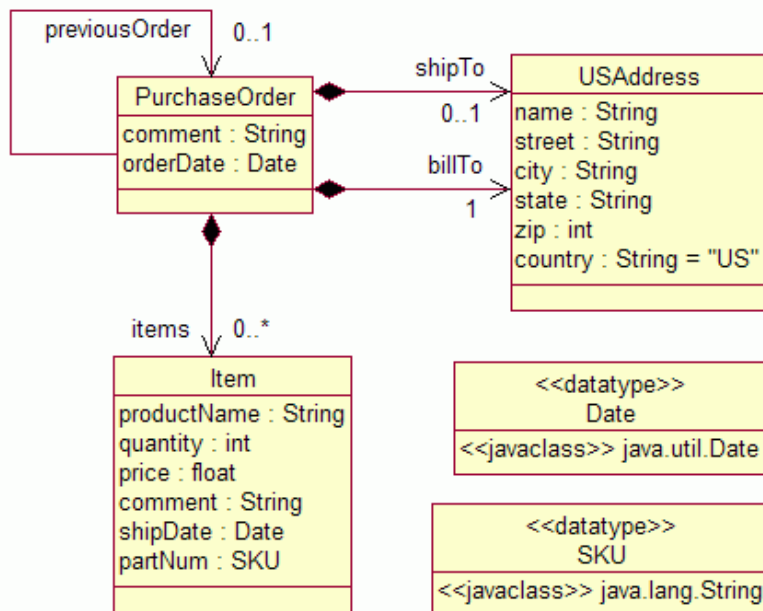 previousOrder
0..1
PurchaseOrder
comment : String
orderDate : Date
shipTo
0..1
billTo
1
USAddress
name : String
street : String
city : String
state : String
zip : int
country : String = "US"
items
0..*
Item
productName : String
quantity : int
price : float
comment : String
shipDate : Date
partNum : SKU
<<datatype>>
Date
<<javaclass>> java.util.Date
<<datatype>>
SKU
<<javaclass>> java.lang.String